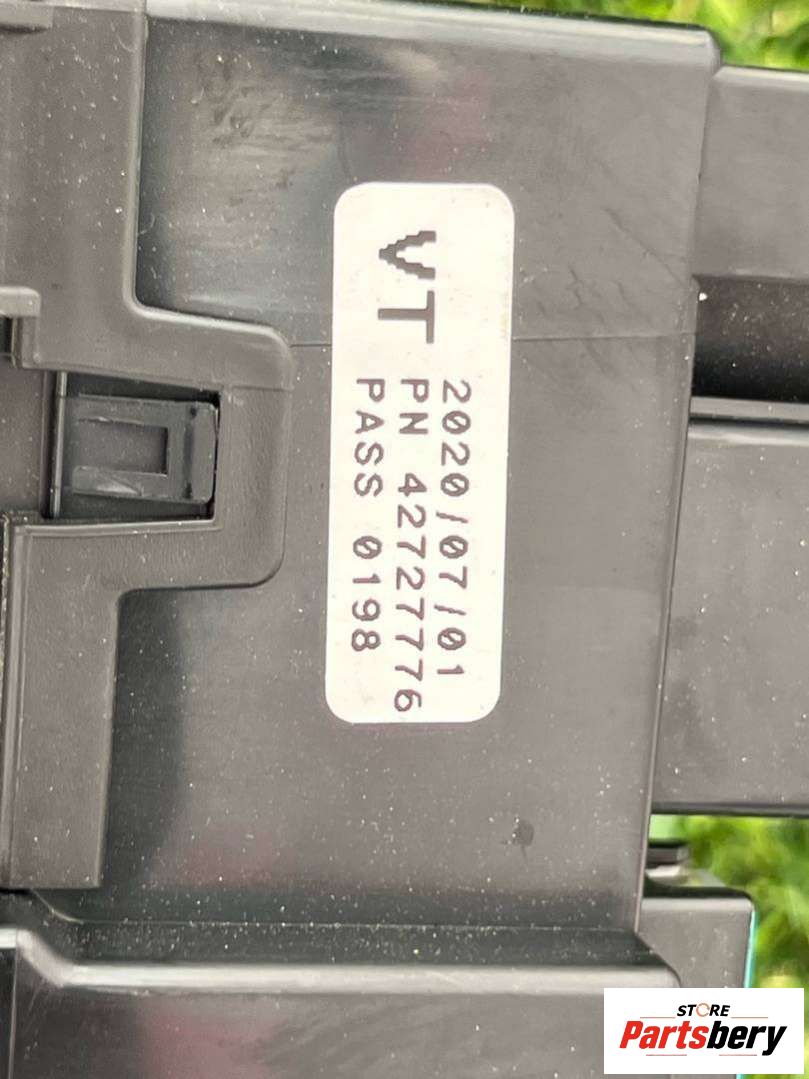 VT
2020/07/01
PN 42727776
PASS 0198
STORE
Partsbery